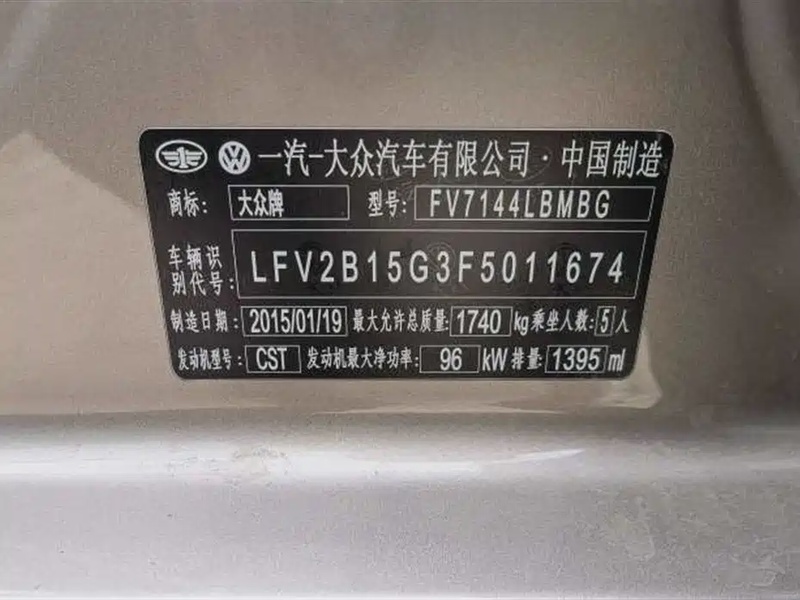 一汽-大众汽车有限公司·中国制造
商标: 大众牌 型号: FV7144LBMBG
车辆识
别代号: LFV2B15G3F5011674
制造日期: 2015/01/19 最大允许总质量: 1740 kg 乘坐人数: 5 人
发动机型号: CST 发动机最大净功率: 96 kW 排量: 1395 ml